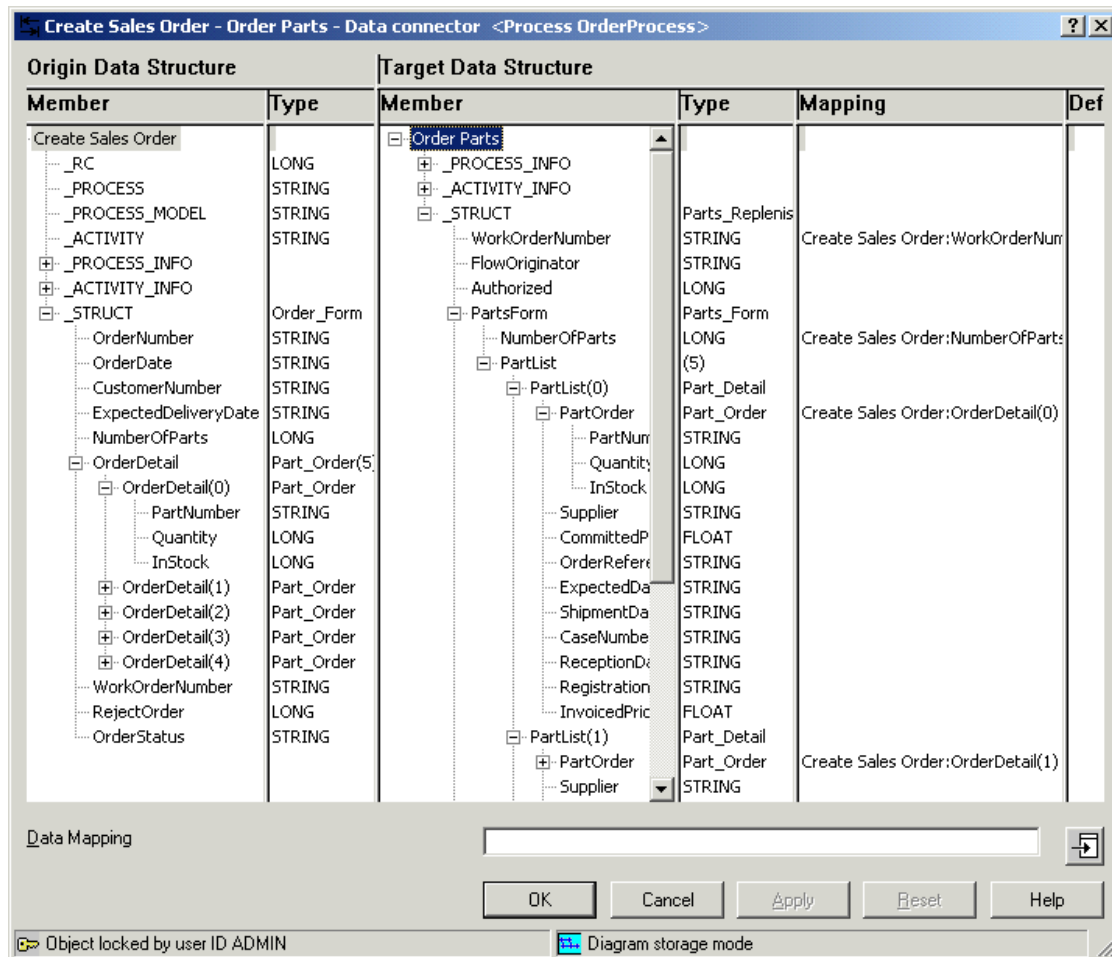 Create Sales Order - Order Parts - Data connector <Process OrderProcess>
Origin Data Structure Target Data Structure
Member Type Member Type Mapping Def
Create Sales Order Order Parts
_RC LONG _PROCESS_INFO
_PROCESS STRING _ACTIVITY_INFO
_PROCESS_MODEL STRING _STRUCT Parts_Replenis
_ACTIVITY STRING WorkOrderNumber STRING Create Sales Order:WorkOrderNum
_PROCESS_INFO FlowOriginator STRING
_ACTIVITY_INFO Authorized LONG
_STRUCT Order_Form PartsForm Parts_Form
OrderNumber STRING NumberOfParts LONG Create Sales Order:NumberOfParts
OrderDate STRING PartList (5)
CustomerNumber STRING PartList(0) Part_Detail
ExpectedDeliveryDate STRING PartOrder Part_Order Create Sales Order:OrderDetail(0)
NumberOfParts LONG PartNum STRING
OrderDetail Part_Order(5) Quantity LONG
OrderDetail(0) Part_Order InStock LONG
PartNumber STRING Supplier STRING
Quantity LONG CommittedP FLOAT
InStock LONG OrderRefere STRING
OrderDetail(1) Part_Order ExpectedDa STRING
OrderDetail(2) Part_Order ShipmentDa STRING
OrderDetail(3) Part_Order CaseNumbe STRING
OrderDetail(4) Part_Order ReceptionDa STRING
WorkOrderNumber STRING Registration STRING
RejectOrder LONG InvoicedPric FLOAT
OrderStatus STRING PartList(1) Part_Detail
PartOrder Part_Order Create Sales Order:OrderDetail(1)
Supplier STRING
Data Mapping
OK Cancel Apply Reset Help
Object locked by user ID ADMIN Diagram storage mode